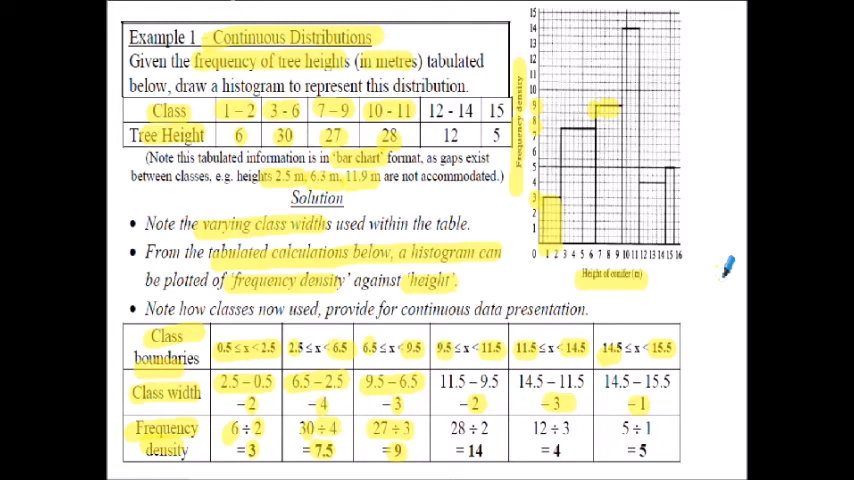 Example 1 – Continuous Distributions
Given the frequency of tree heights (in metres) tabulated
below, draw a histogram to represent this distribution.
Class 1 – 2 3 - 6 7 – 9 10 - 11 12 - 14 15
Tree Height 6 30 27 28 12 5
(Note this tabulated information is in 'bar chart' format, as gaps exist
between classes, e.g. heights 2.5 m, 6.3 m, 11.9 m are not accommodated.)
Solution
• Note the varying class widths used within the table.
• From the tabulated calculations below, a histogram can
be plotted of 'frequency density' against 'height'.
• Note how classes now used, provide for continuous data presentation.
Frequency density
15
14
13
12
11
10
9
8
7
6
5
4
3
2
1
0 1 2 3 4 5 6 7 8 9 10 11 12 13 14 15 16
Height of conifer (m)
Class
boundaries
0.5 ≤ x < 2.5 2.5 ≤ x < 6.5 6.5 ≤ x < 9.5 9.5 ≤ x < 11.5 11.5 ≤ x < 14.5 14.5 ≤ x < 15.5
Class width
2.5 – 0.5 6.5 – 2.5 9.5 – 6.5 11.5 – 9.5 14.5 – 11.5 14.5 – 15.5
– 2 – 4 – 3 – 2 – 3 – 1
Frequency 6 ÷ 2 30 ÷ 4 27 ÷ 3 28 ÷ 2 12 ÷ 3 5 ÷ 1
density = 3 = 7.5 = 9 = 14 = 4 = 5